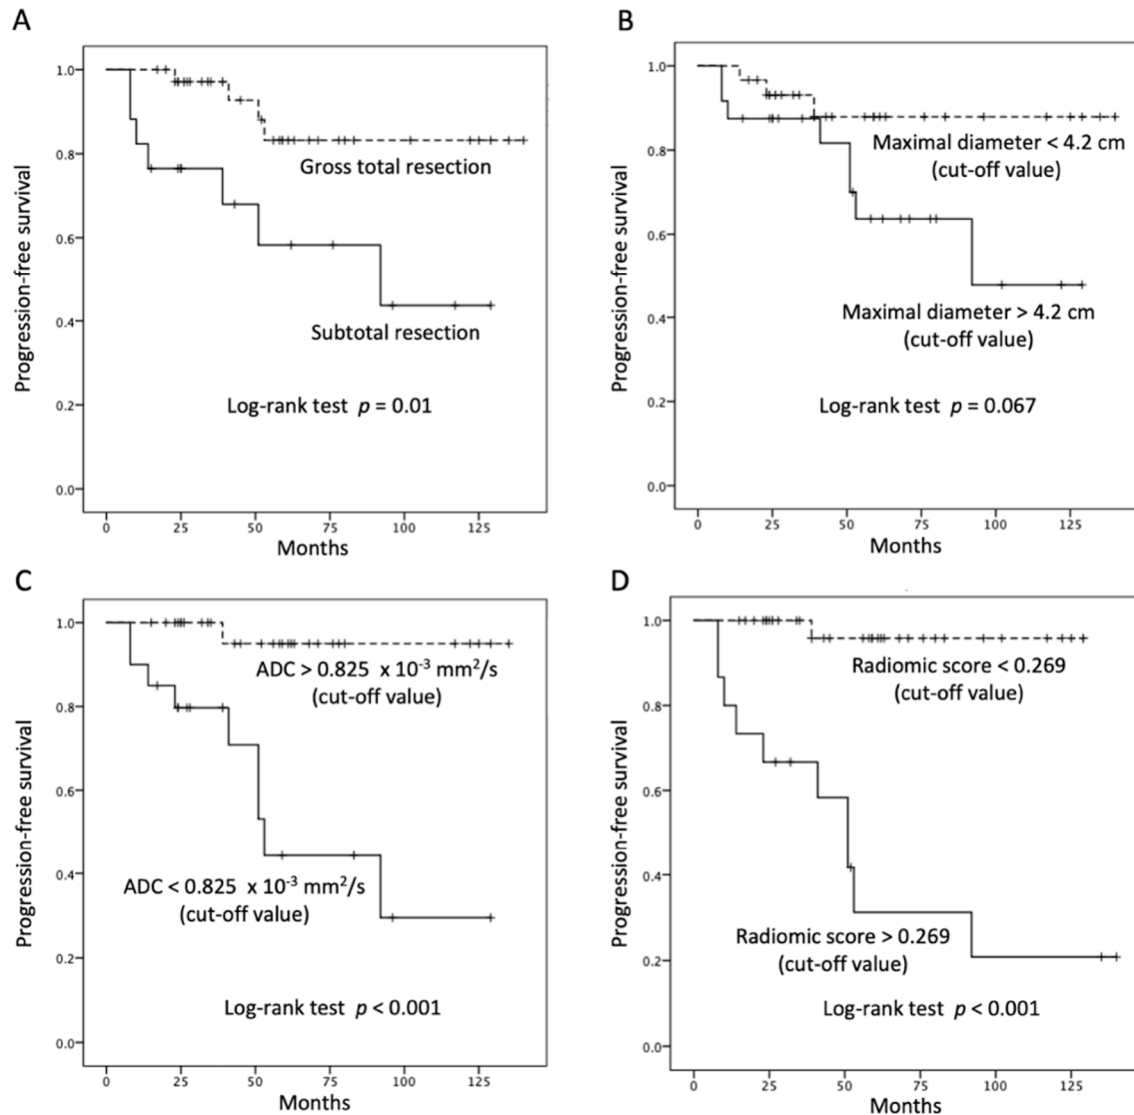 A
Progression-free survival
1.0
0.8
0.6
0.4
0.2
0.0
Gross total resection
Subtotal resection
Log-rank test p = 0.01
0 25 50 75 100 125
Months
B
Progression-free survival
1.0
0.8
0.6
0.4
0.2
0.0
Maximal diameter < 4.2 cm
(cut-off value)
Maximal diameter > 4.2 cm
(cut-off value)
Log-rank test p = 0.067
0 25 50 75 100 125
Months
C
Progression-free survival
1.0
0.8
0.6
0.4
0.2
0.0
ADC > 0.825 x 10⁻³ mm²/s
(cut-off value)
ADC < 0.825 x 10⁻³ mm²/s
(cut-off value)
Log-rank test p < 0.001
0 25 50 75 100 125
Months
D
Progression-free survival
1.0
0.8
0.6
0.4
0.2
0.0
Radiomic score < 0.269
(cut-off value)
Radiomic score > 0.269
(cut-off value)
Log-rank test p < 0.001
0 25 50 75 100 125
Months